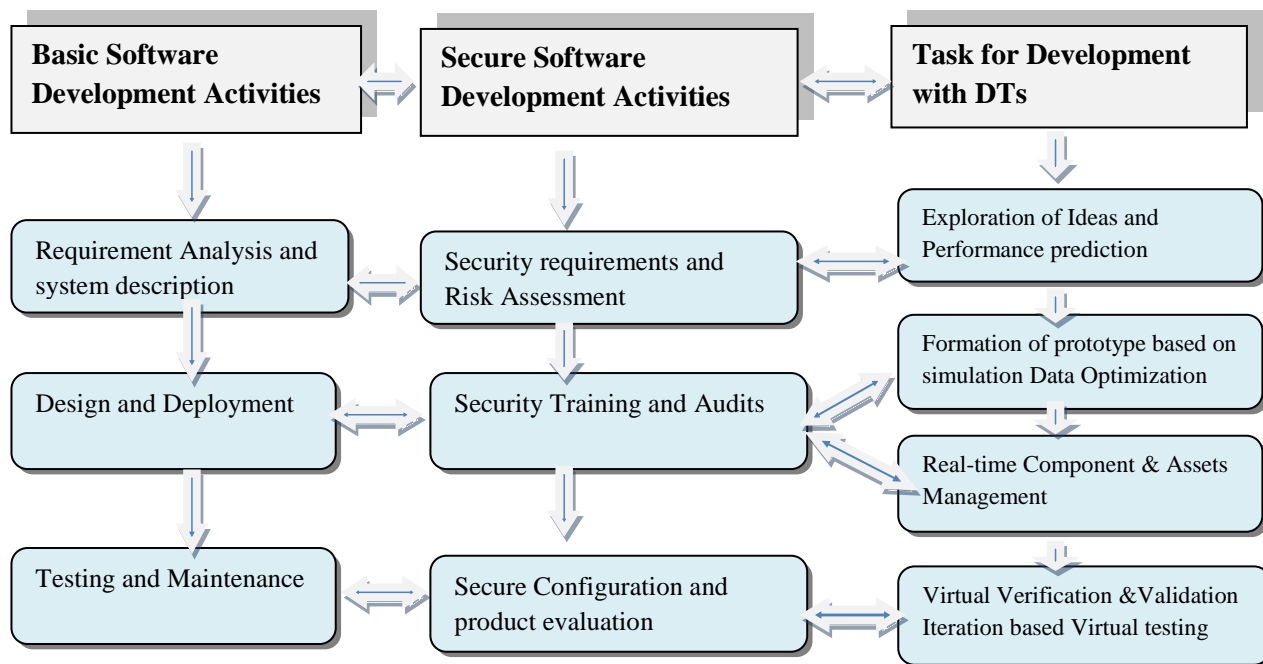 Basic Software
Development Activities
Secure Software
Development Activities
Task for Development
with DTs
Requirement Analysis and
system description
Security requirements and
Risk Assessment
Exploration of Ideas and
Performance prediction
Formation of prototype based on
simulation Data Optimization
Design and Deployment
Security Training and Audits
Real-time Component & Assets
Management
Testing and Maintenance
Secure Configuration and
product evaluation
Virtual Verification &Validation
Iteration based Virtual testing